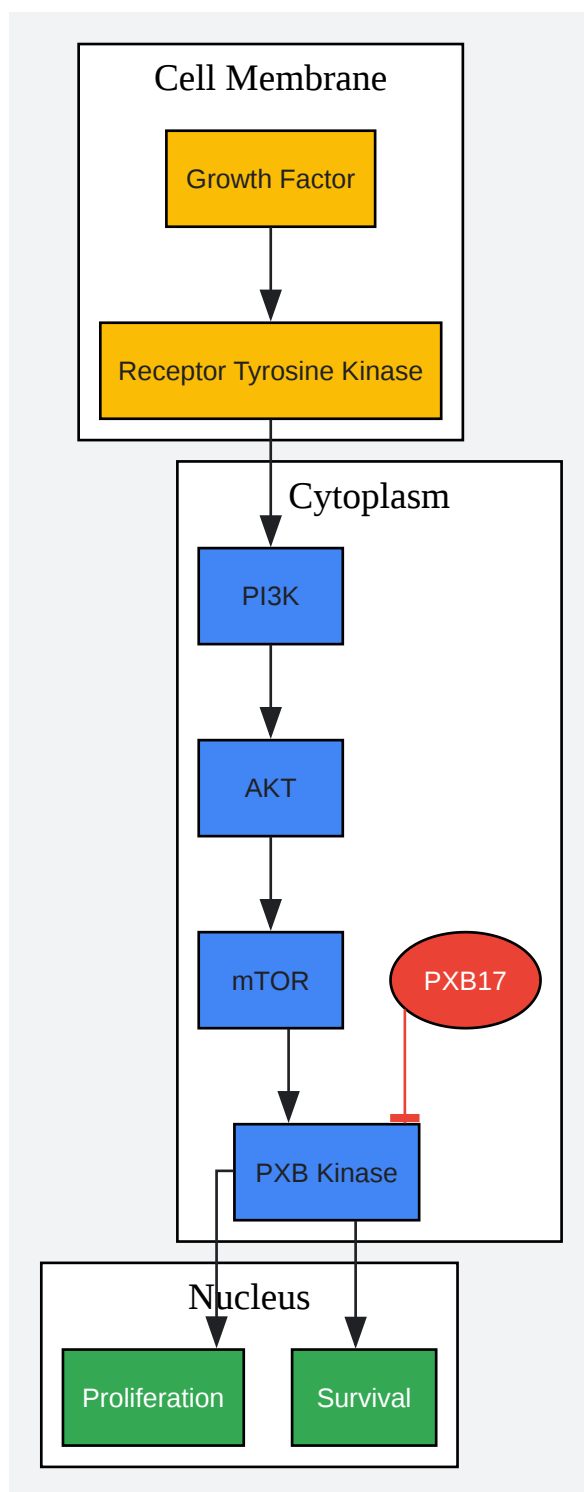 Cell Membrane
Growth Factor
Receptor Tyrosine Kinase
Cytoplasm
PI3K
AKT
mTOR
PXB17
PXB Kinase
Nucleus
Proliferation
Survival